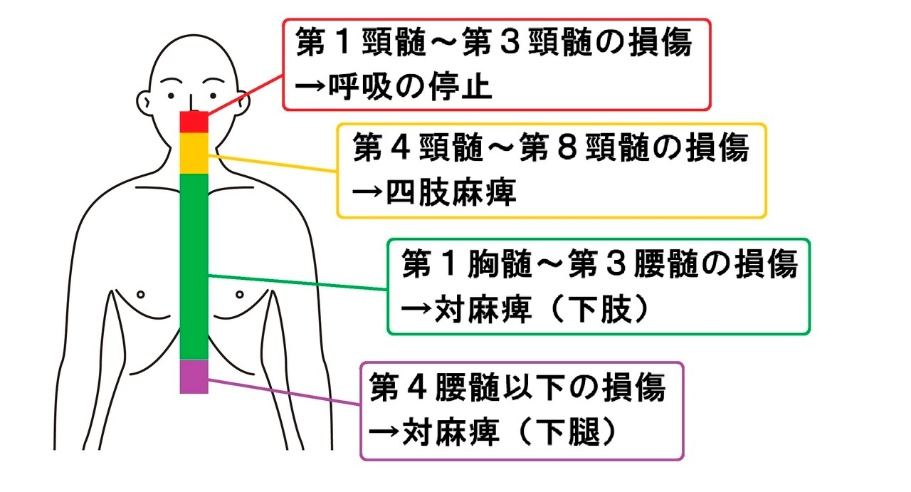 第１頸髄～第３頸髄の損傷
→呼吸の停止
第４頸髄～第８頸髄の損傷
→四肢麻痺
第１胸髄～第３腰髄の損傷
→対麻痺（下肢）
第４腰髄以下の損傷
→対麻痺（下腿）